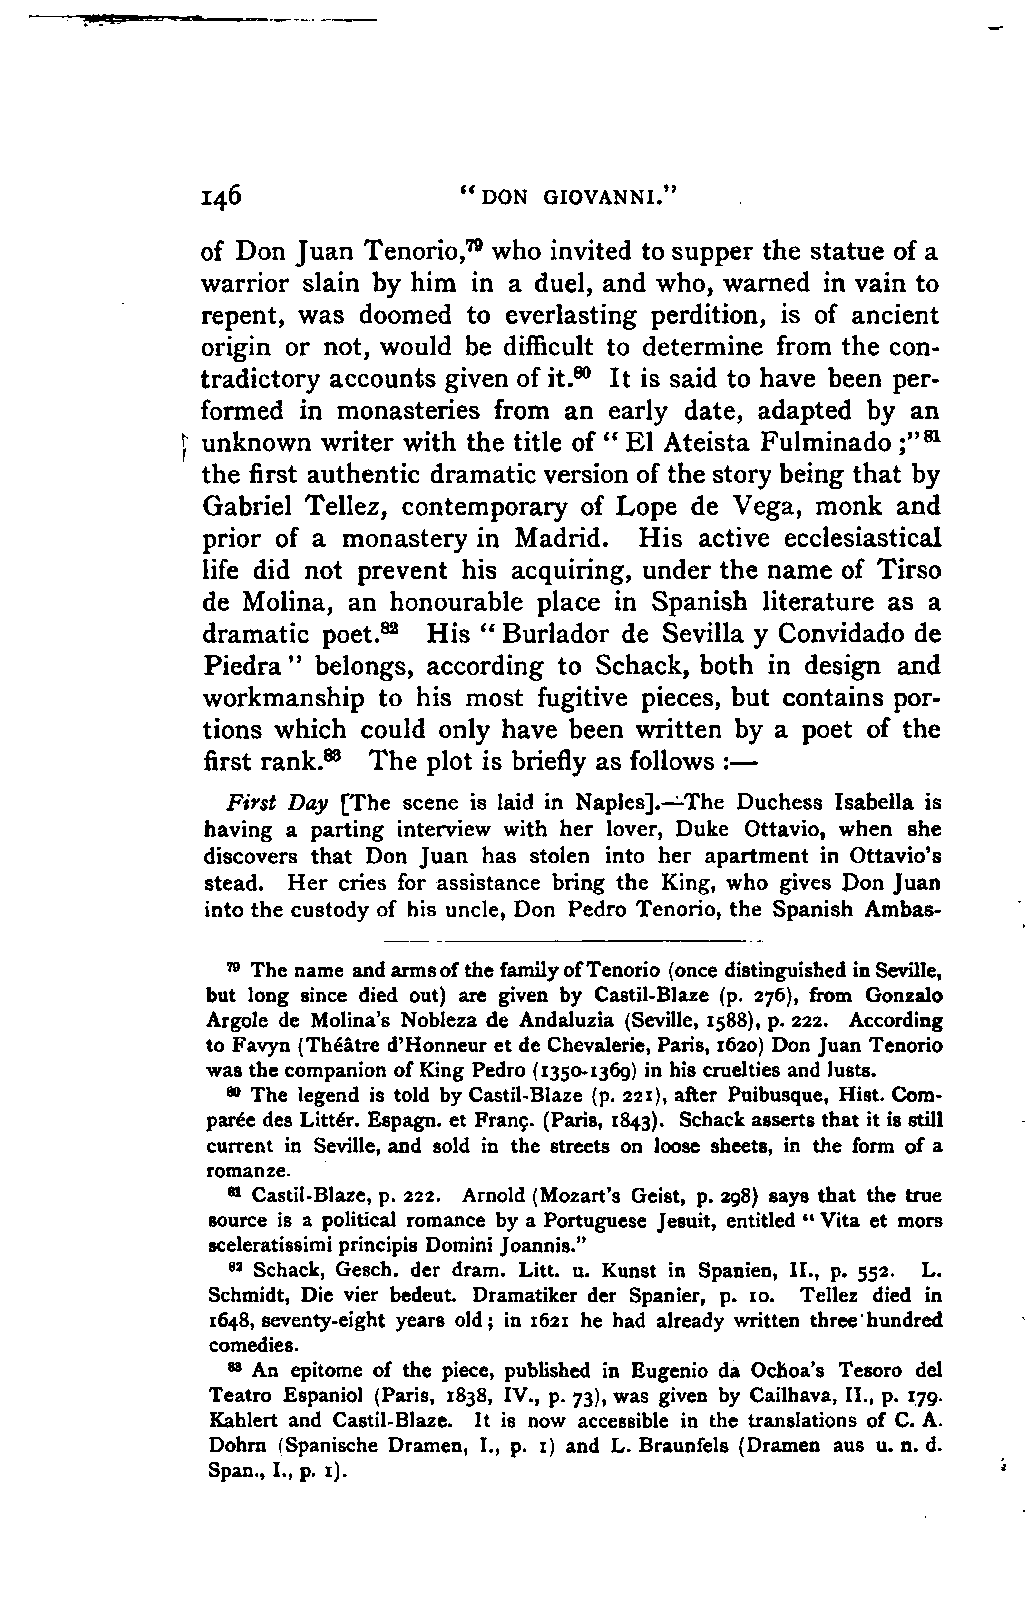 146 "DON GIOVANNI."
of Don Juan Tenorio,⁷⁹ who invited to supper the statue of a
warrior slain by him in a duel, and who, warned in vain to
repent, was doomed to everlasting perdition, is of ancient
origin or not, would be difficult to determine from the con-
tradictory accounts given of it.⁸⁰ It is said to have been per-
formed in monasteries from an early date, adapted by an
unknown writer with the title of "El Ateista Fulminado;"⁸¹
the first authentic dramatic version of the story being that by
Gabriel Tellez, contemporary of Lope de Vega, monk and
prior of a monastery in Madrid. His active ecclesiastical
life did not prevent his acquiring, under the name of Tirso
de Molina, an honourable place in Spanish literature as a
dramatic poet.⁸² His "Burlador de Sevilla y Convidado de
Piedra" belongs, according to Schack, both in design and
workmanship to his most fugitive pieces, but contains por-
tions which could only have been written by a poet of the
first rank.⁸³ The plot is briefly as follows:—
First Day [The scene is laid in Naples].—The Duchess Isabella is
having a parting interview with her lover, Duke Ottavio, when she
discovers that Don Juan has stolen into her apartment in Ottavio's
stead. Her cries for assistance bring the King, who gives Don Juan
into the custody of his uncle, Don Pedro Tenorio, the Spanish Ambas-
⁷⁹ The name and arms of the family of Tenorio (once distinguished in Seville,
but long since died out) are given by Castil-Blaze (p. 276), from Gonzalo
Argole de Molina's Nobleza de Andaluzia (Seville, 1588), p. 222. According
to Favyn (Théâtre d'Honneur et de Chevalerie, Paris, 1620) Don Juan Tenorio
was the companion of King Pedro (1350-1369) in his cruelties and lusts.
⁸⁰ The legend is told by Castil-Blaze (p. 221), after Puibusque, Hist. Com-
parée des Littér. Espagn. et Franç. (Paris, 1843). Schack asserts that it is still
current in Seville, and sold in the streets on loose sheets, in the form of a
romanze.
⁸¹ Castil-Blaze, p. 222. Arnold (Mozart's Geist, p. 298) says that the true
source is a political romance by a Portuguese Jesuit, entitled "Vita et mors
sceleratissimi principis Domini Joannis."
⁸² Schack, Gesch. der dram. Litt. u. Kunst in Spanien, II., p. 552. L.
Schmidt, Die vier bedeut. Dramatiker der Spanier, p. 10. Tellez died in
1648, seventy-eight years old; in 1621 he had already written three hundred
comedies.
⁸³ An epitome of the piece, published in Eugenio da Ochoa's Tesoro del
Teatro Espaniol (Paris, 1838, IV., p. 73), was given by Cailhava, II., p. 179.
Kahlert and Castil-Blaze. It is now accessible in the translations of C. A.
Dohrn (Spanische Dramen, I., p. 1) and L. Braunfels (Dramen aus u. n. d.
Span., I., p. 1).